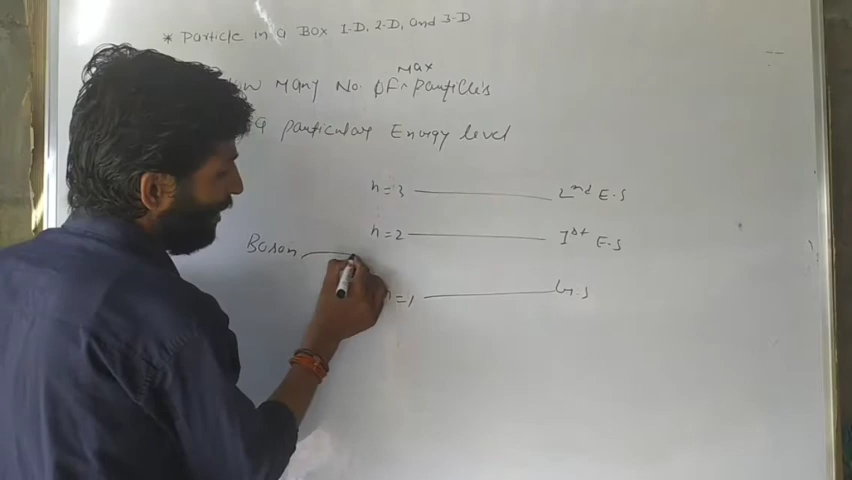 * Particle in a Box 1-D, 2-D, and 3-D
Max
Many No. of ^ Particles
a particular Energy level
n=3 2nd E.S
n=2 Ist E.S
Boson
n=1 G.S